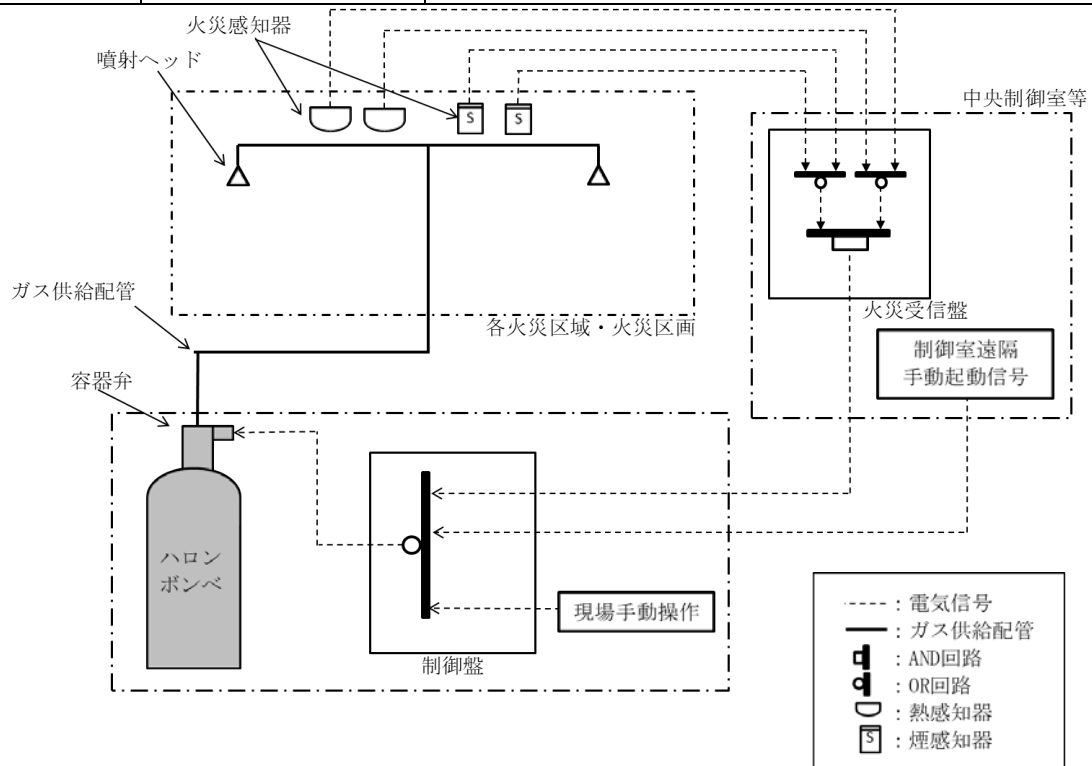 火災感知器
噴射ヘッド
中央制御室等
S
S
ガス供給配管
各火災区域・火災区画
火災受信盤
制御室遠隔
手動起動信号
容器弁
ハロン
ボンベ
現場手動操作
制御盤
：電気信号
：ガス供給配管
：AND回路
：OR回路
：熱感知器
S
：煙感知器